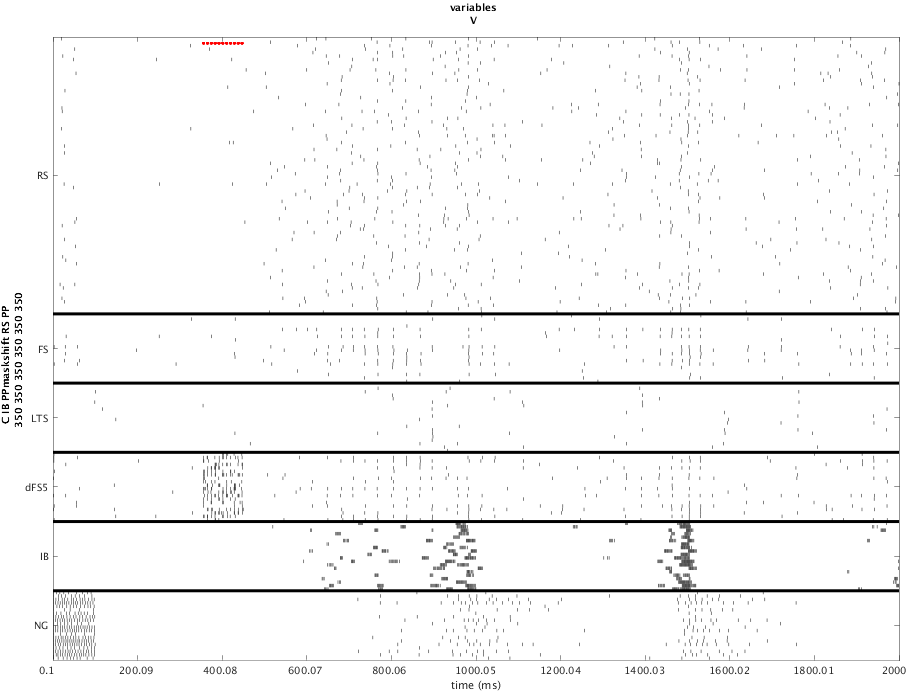 variables
V
C IB PPmaskshift RS PP
350 350 350 350 350 350
RS
FS
LTS
dFS5
IB
NG
0.1 200.09 400.08 600.07 800.06 1000.05 1200.04 1400.03 1600.02 1800.01 2000
time (ms)